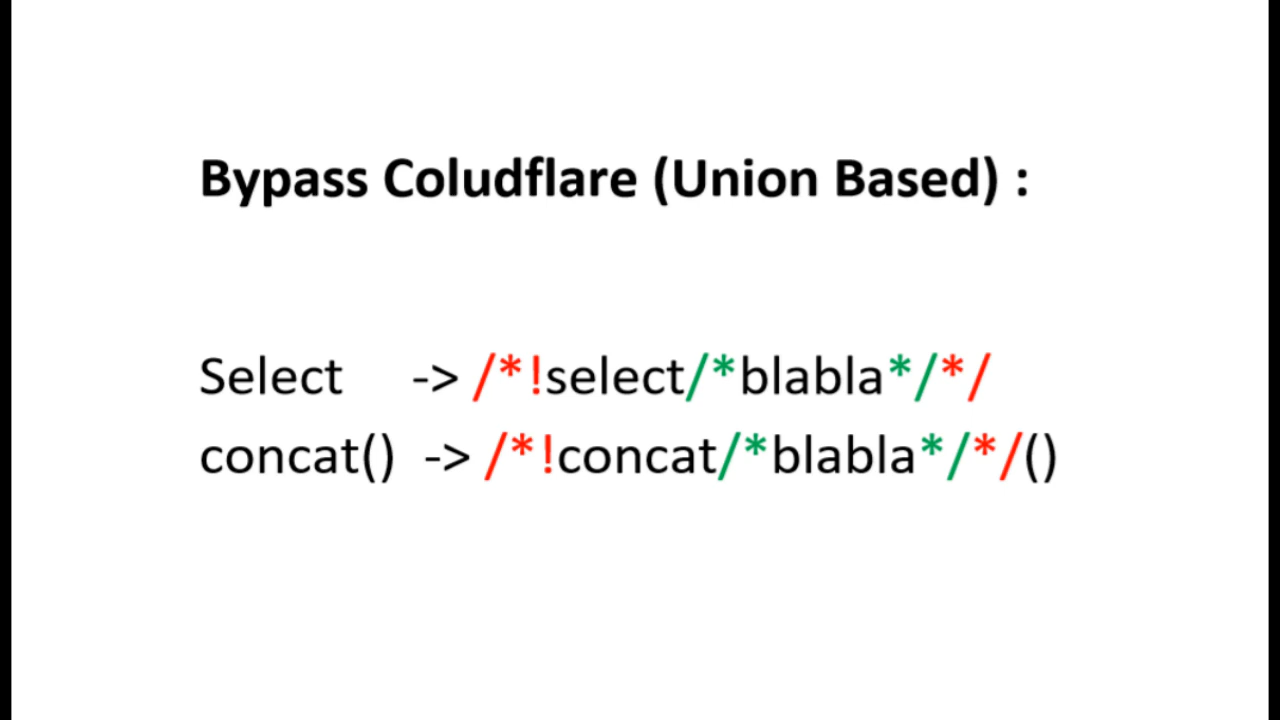 Bypass Coludflare (Union Based) :
Select -> /*!select/*blabla*/*/
concat() -> /*!concat/*blabla*/*/()